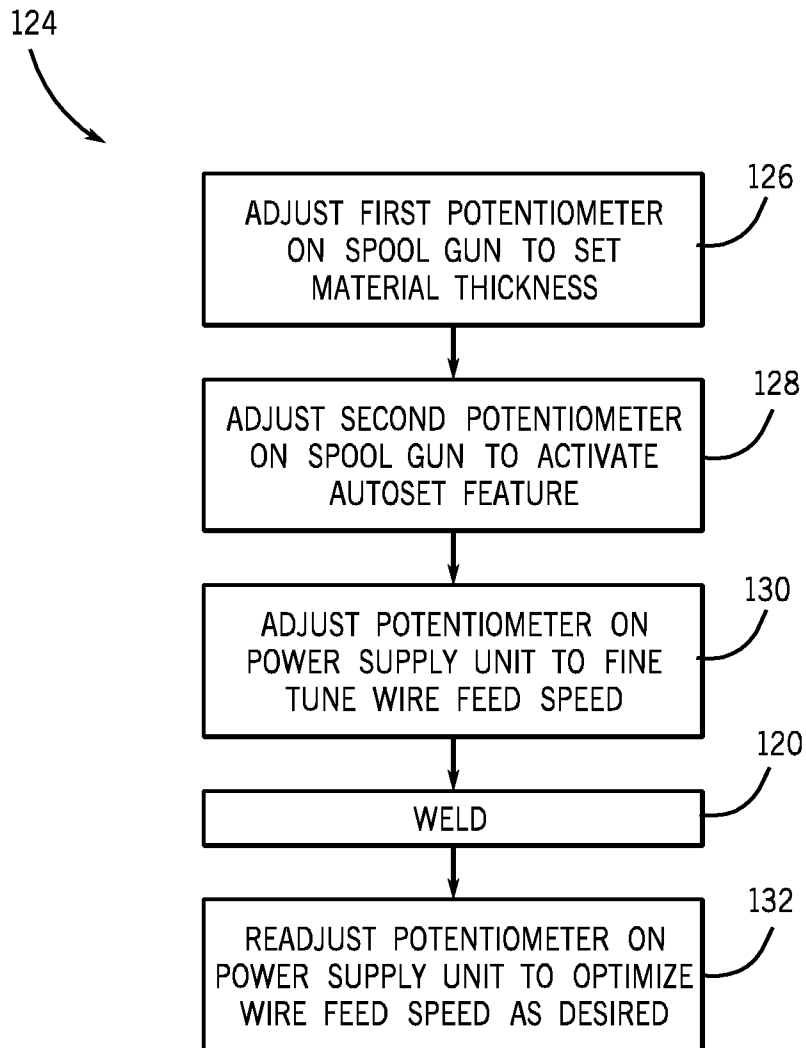 124
126
ADJUST FIRST POTENTIOMETER
ON SPOOL GUN TO SET
MATERIAL THICKNESS
128
ADJUST SECOND POTENTIOMETER
ON SPOOL GUN TO ACTIVATE
AUTOSET FEATURE
130
ADJUST POTENTIOMETER ON
POWER SUPPLY UNIT TO FINE
TUNE WIRE FEED SPEED
120
WELD
132
READJUST POTENTIOMETER ON
POWER SUPPLY UNIT TO OPTIMIZE
WIRE FEED SPEED AS DESIRED